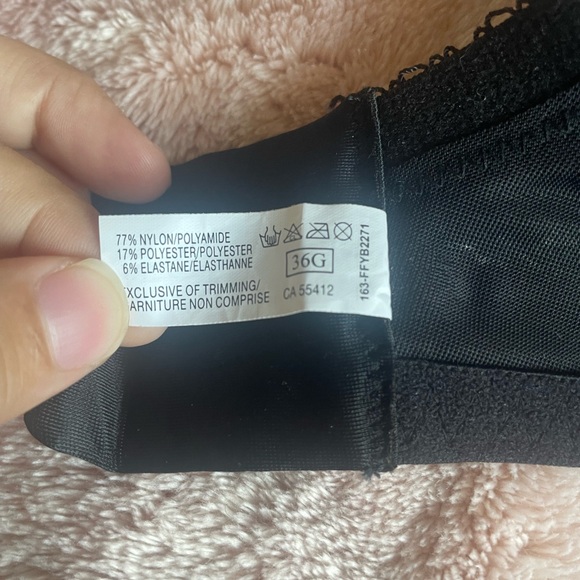 77% NYLON/POLYAMIDE
17% POLYESTER/POLYESTER
6% ELASTANE/ELASTHANNE
EXCLUSIVE OF TRIMMING/
GARNITURE NON COMPRISE
36G
CA 55412
163-FFYB2271